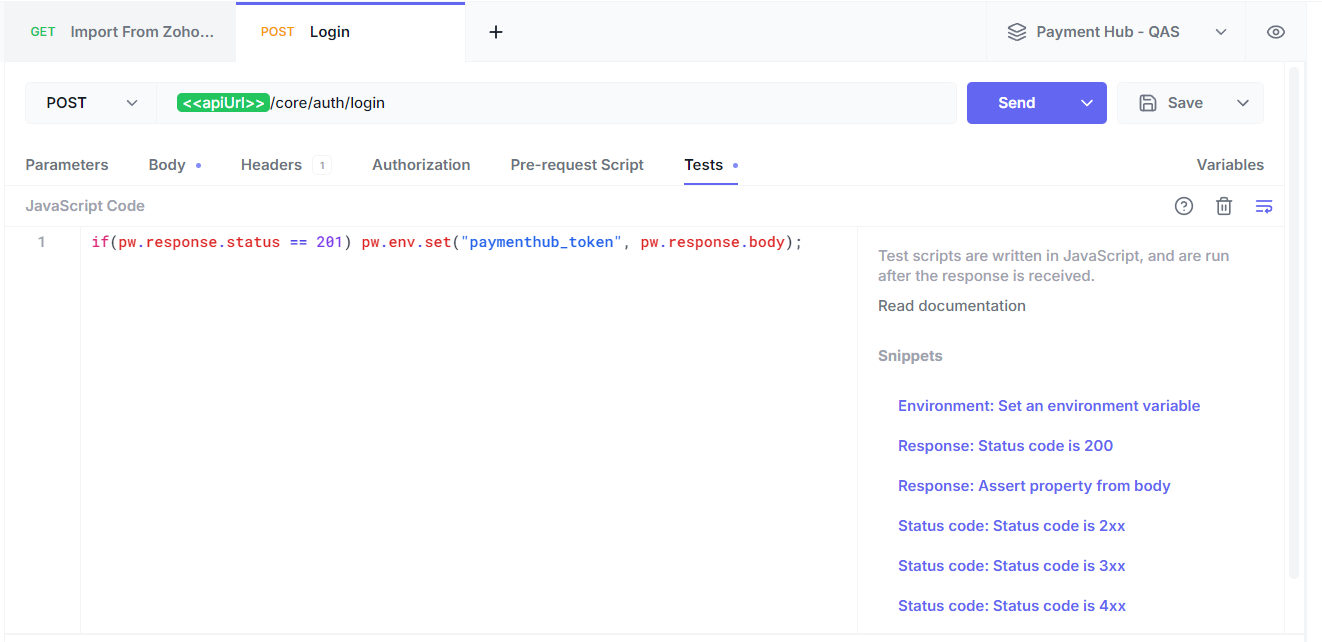 GET Import From Zoho... POST Login + Payment Hub - QAS
POST <<apiUrl>>/core/auth/login Send Save
Parameters Body Headers 1 Authorization Pre-request Script Tests Variables
JavaScript Code
1 if(pw.response.status == 201) pw.env.set("paymenthub_token", pw.response.body);
Test scripts are written in JavaScript, and are run
after the response is received.
Read documentation
Snippets
Environment: Set an environment variable
Response: Status code is 200
Response: Assert property from body
Status code: Status code is 2xx
Status code: Status code is 3xx
Status code: Status code is 4xx